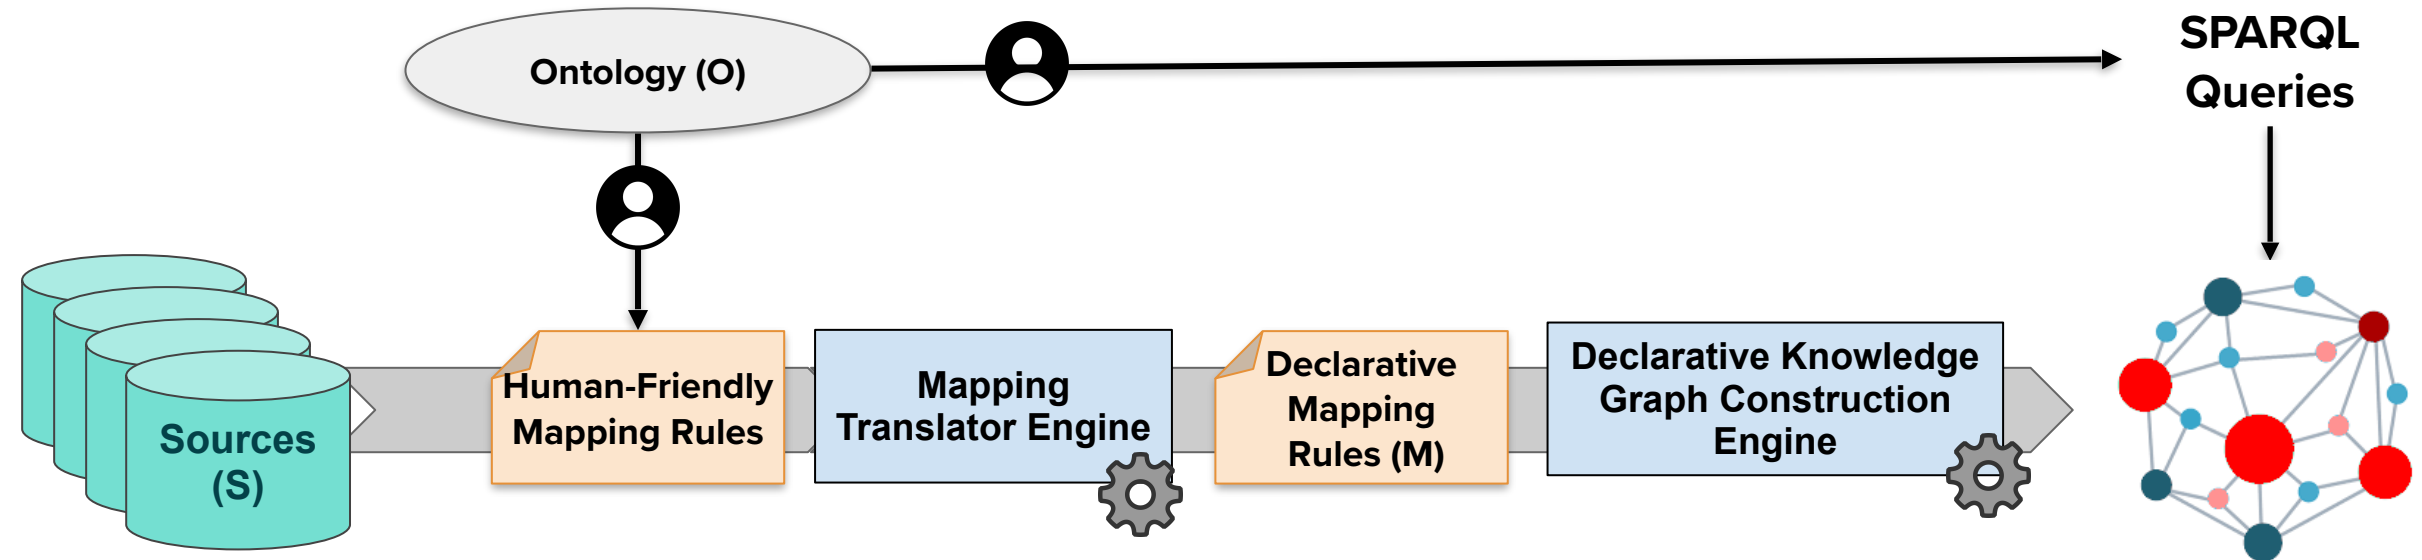 Ontology (O)
SPARQL
Queries
Sources
(S)
Human-Friendly
Mapping Rules
Mapping
Translator Engine
Declarative
Mapping
Rules (M)
Declarative Knowledge
Graph Construction
Engine